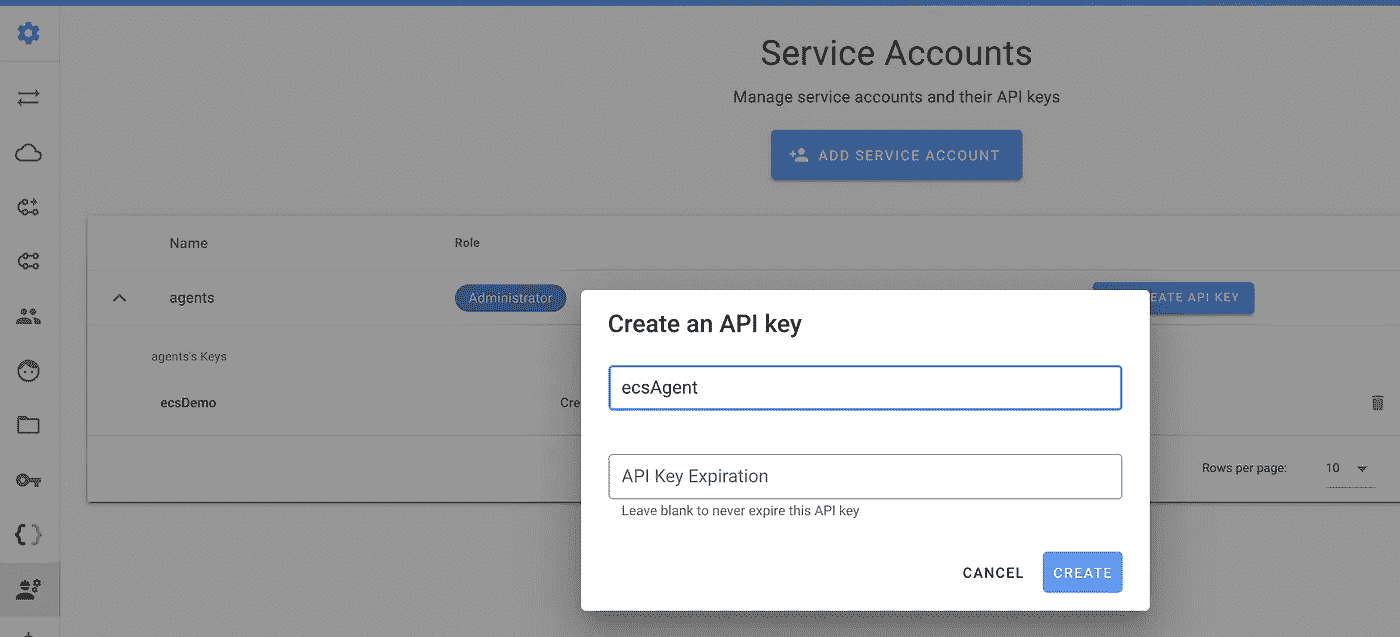 Service Accounts
Manage service accounts and their API keys
ADD SERVICE ACCOUNT
Name Role
agents Administrator EATE API KEY
Create an API key
agents's Keys
ecsAgent
ecsDemo Cre
API Key Expiration
Rows per page: 10
Leave blank to never expire this API key
CANCEL CREATE